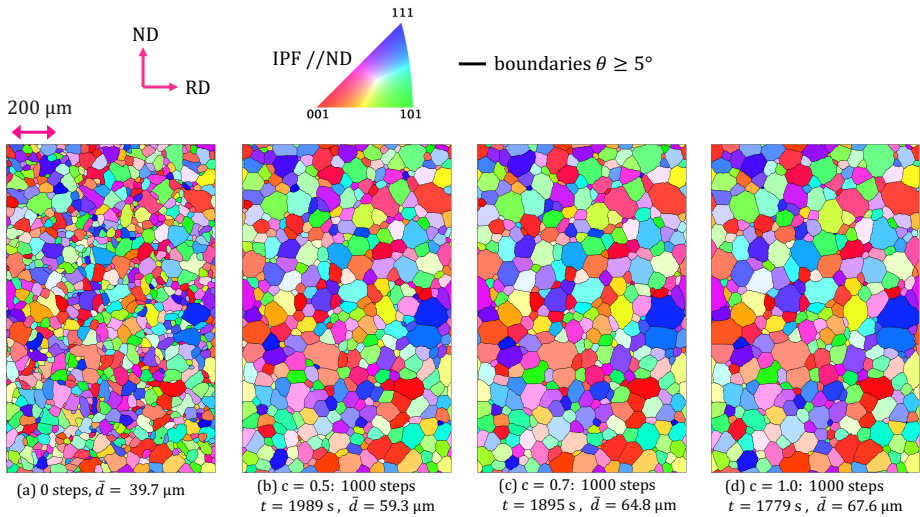 111
ND
IPF //ND
boundaries θ ≥ 5°
RD
001
101
200 μm
(a) 0 steps, d̄ = 39.7 μm
(b) c = 0.5: 1000 steps
t = 1989 s , d̄ = 59.3 μm
(c) c = 0.7: 1000 steps
t = 1895 s , d̄ = 64.8 μm
(d) c = 1.0: 1000 steps
t = 1779 s , d̄ = 67.6 μm